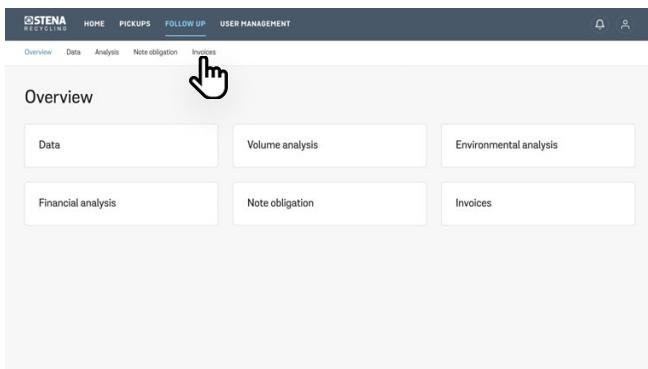 STENA
RECYCLING
HOME PICKUPS FOLLOW UP USER MANAGEMENT
Overview Data Analysis Note obligation Invoices
Overview
Data Volume analysis Environmental analysis
Financial analysis Note obligation Invoices